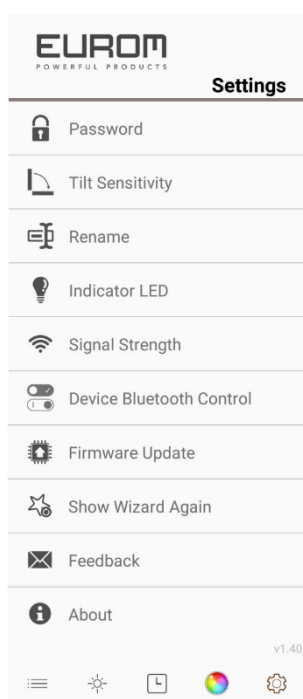 EUROM
POWERFUL PRODUCTS
Settings
Password
Tilt Sensitivity
Rename
Indicator LED
Signal Strength
Device Bluetooth Control
Firmware Update
Show Wizard Again
Feedback
About
v1.40